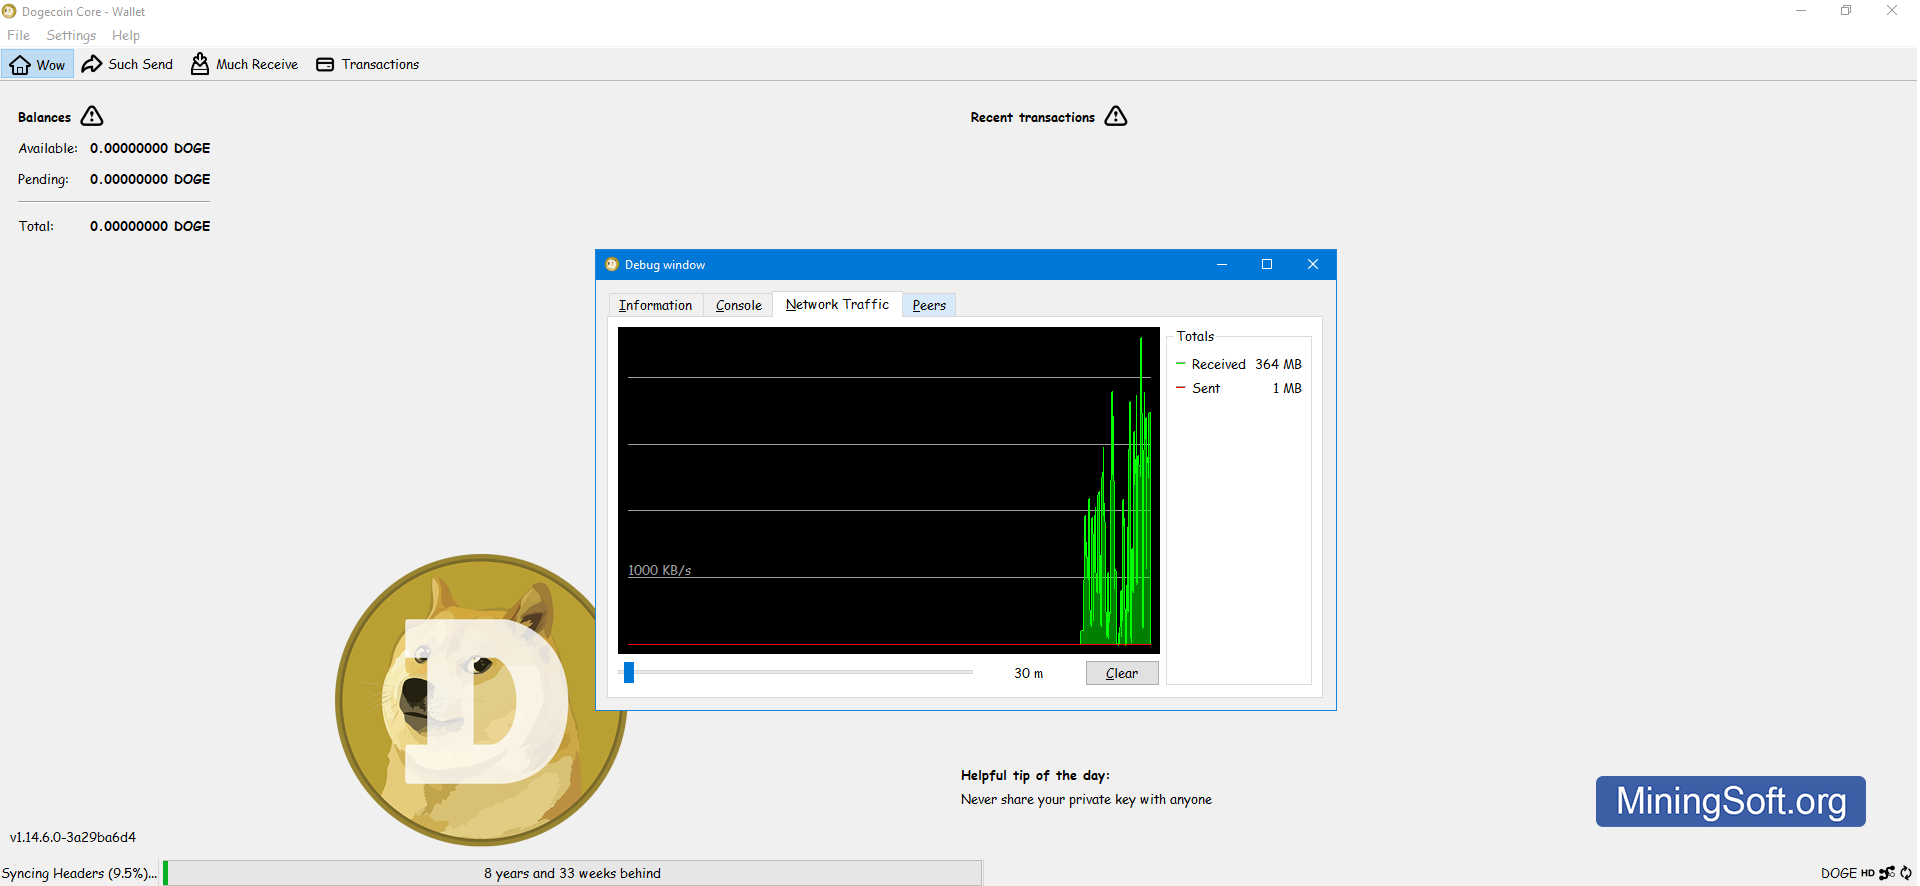 Dogecoin Core - Wallet
File Settings Help
Wow Such Send Much Receive Transactions
Balances
Available: 0.00000000 DOGE
Pending: 0.00000000 DOGE
Total: 0.00000000 DOGE
Recent transactions
Debug window
Information Console Network Traffic Peers
1000 KB/s
30 m Clear
Totals
Received 364 MB
Sent 1 MB
D
Helpful tip of the day:
Never share your private key with anyone
MiningSoft.org
v1.14.6.0-3a29ba6d4
Syncing Headers (9.5%)... 8 years and 33 weeks behind DOGE HD